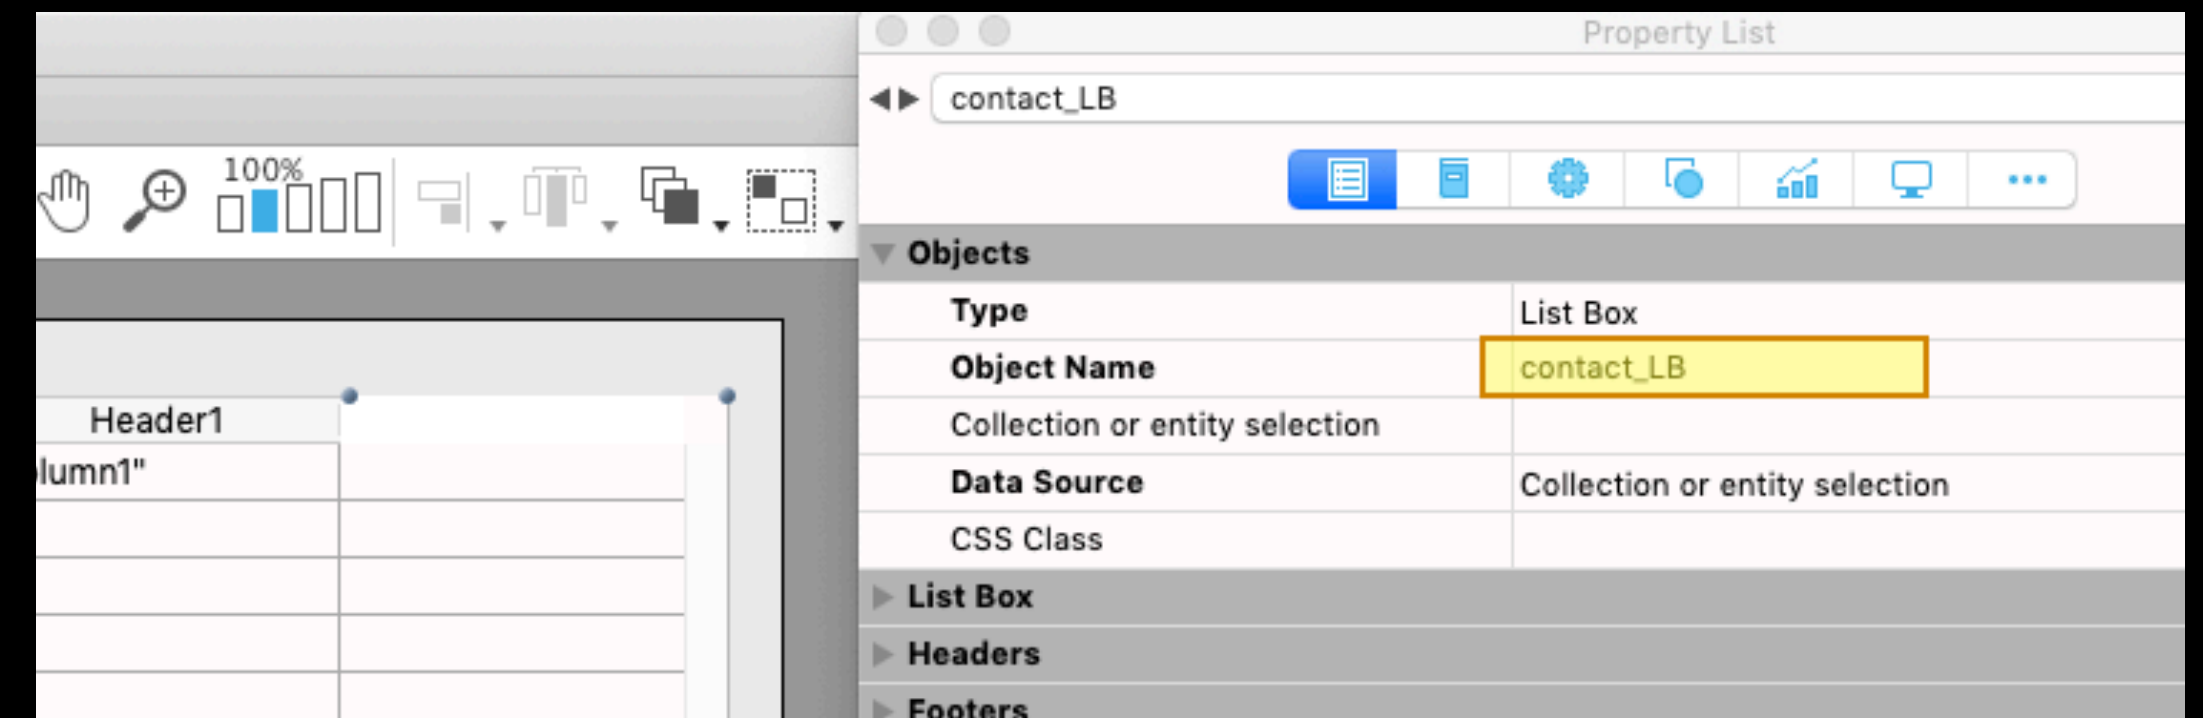 Property List
contact_LB
100%
Objects
Type List Box
Object Name contact_LB
Collection or entity selection
Data Source Collection or entity selection
CSS Class
List Box
Headers
Footers
Header1
lumn1"